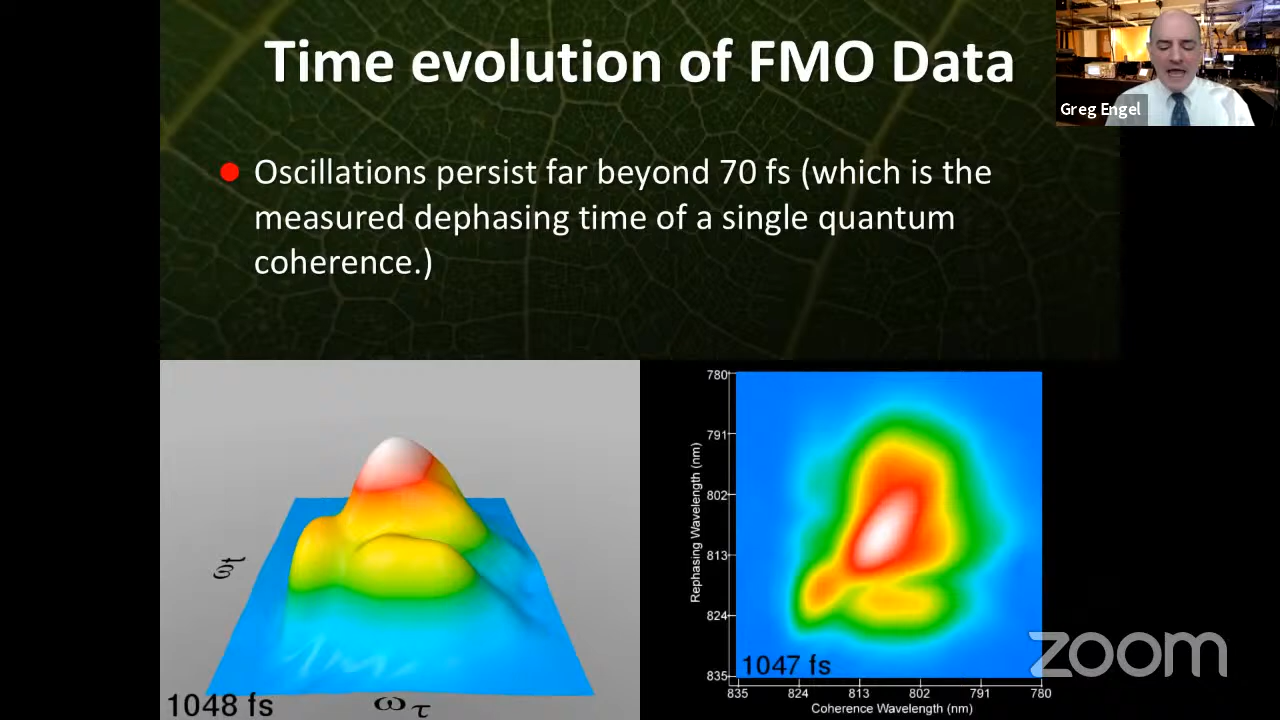 Time evolution of FMO Data
Greg Engel
Oscillations persist far beyond 70 fs (which is the
measured dephasing time of a single quantum
coherence.)
ωt
1048 fs
ωτ
780
791
802
813
824
835
Rephasing Wavelength (nm)
1047 fs
835 824 813 802 791 780
Coherence Wavelength (nm)
zoom